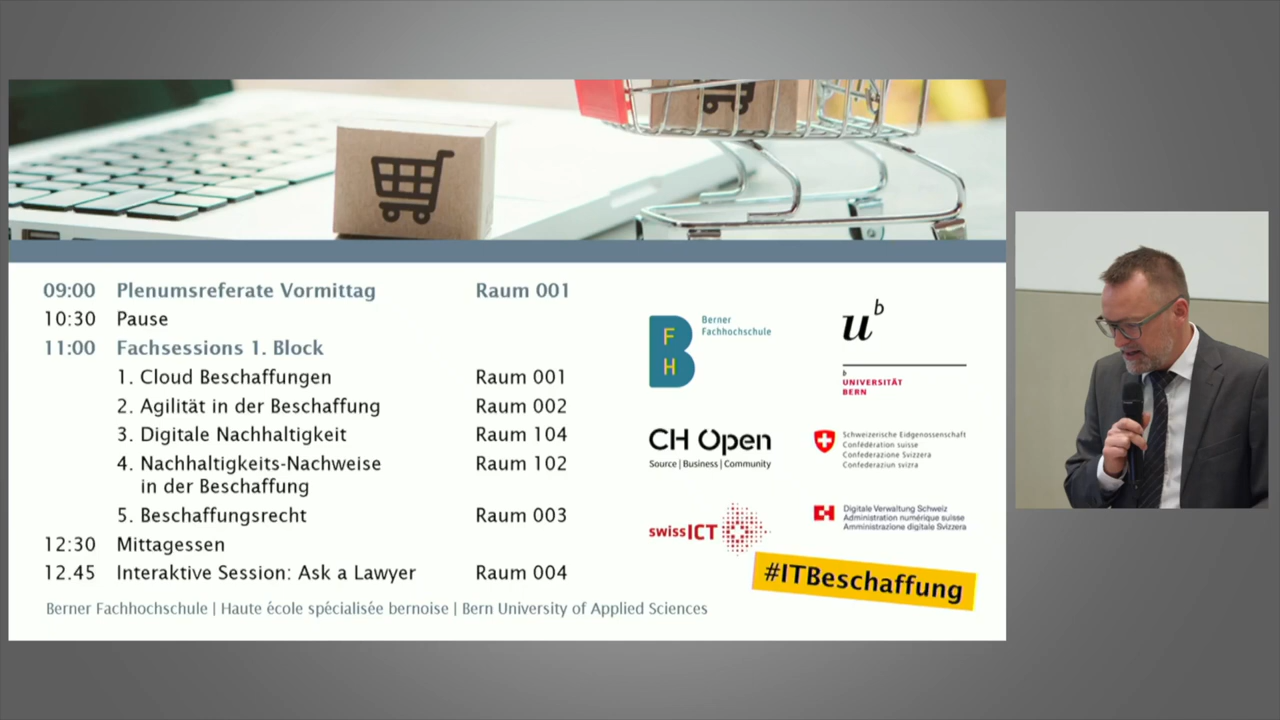 09:00 Plenumsreferate Vormittag Raum 001
10:30 Pause
11:00 Fachsessions 1. Block
1. Cloud Beschaffungen Raum 001
2. Agilität in der Beschaffung Raum 002
3. Digitale Nachhaltigkeit Raum 104
4. Nachhaltigkeits-Nachweise Raum 102
in der Beschaffung
5. Beschaffungsrecht Raum 003
12:30 Mittagessen
12.45 Interaktive Session: Ask a Lawyer Raum 004
Berner Fachhochschule | Haute école spécialisée bernoise | Bern University of Applied Sciences
B
F
H
Berner
Fachhochschule
u b
b
UNIVERSITÄT
BERN
CH Open
Source | Business | Community
Schweizerische Eidgenossenschaft
Confédération suisse
Confederazione Svizzera
Confederaziun svizra
swissICT
Digitale Verwaltung Schweiz
Administration numérique suisse
Amministrazione digitale Svizzera
#ITBeschaffung